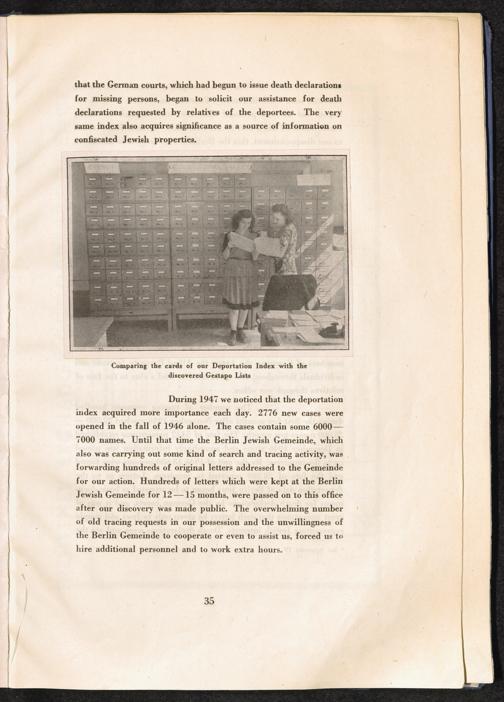 that the German courts, which had begun to issue death declarations
for missing persons, began to solicit our assistance for death
declarations requested by relatives of the deportees. The very
same index also acquires significance as a source of information on
confiscated Jewish properties.
Comparing the cards of our Deportation Index with the
discovered Gestapo Lists
During 1947 we noticed that the deportation
index acquired more importance each day. 2776 new cases were
opened in the fall of 1946 alone. The cases contain some 6000—
7000 names. Until that time the Berlin Jewish Gemeinde, which
also was carrying out some kind of search and tracing activity, was
forwarding hundreds of original letters addressed to the Gemeinde
for our action. Hundreds of letters which were kept at the Berlin
Jewish Gemeinde for 12—15 months, were passed on to this office
after our discovery was made public. The overwhelming number
of old tracing requests in our possession and the unwillingness of
the Berlin Gemeinde to cooperate or even to assist us, forced us to
hire additional personnel and to work extra hours.
35